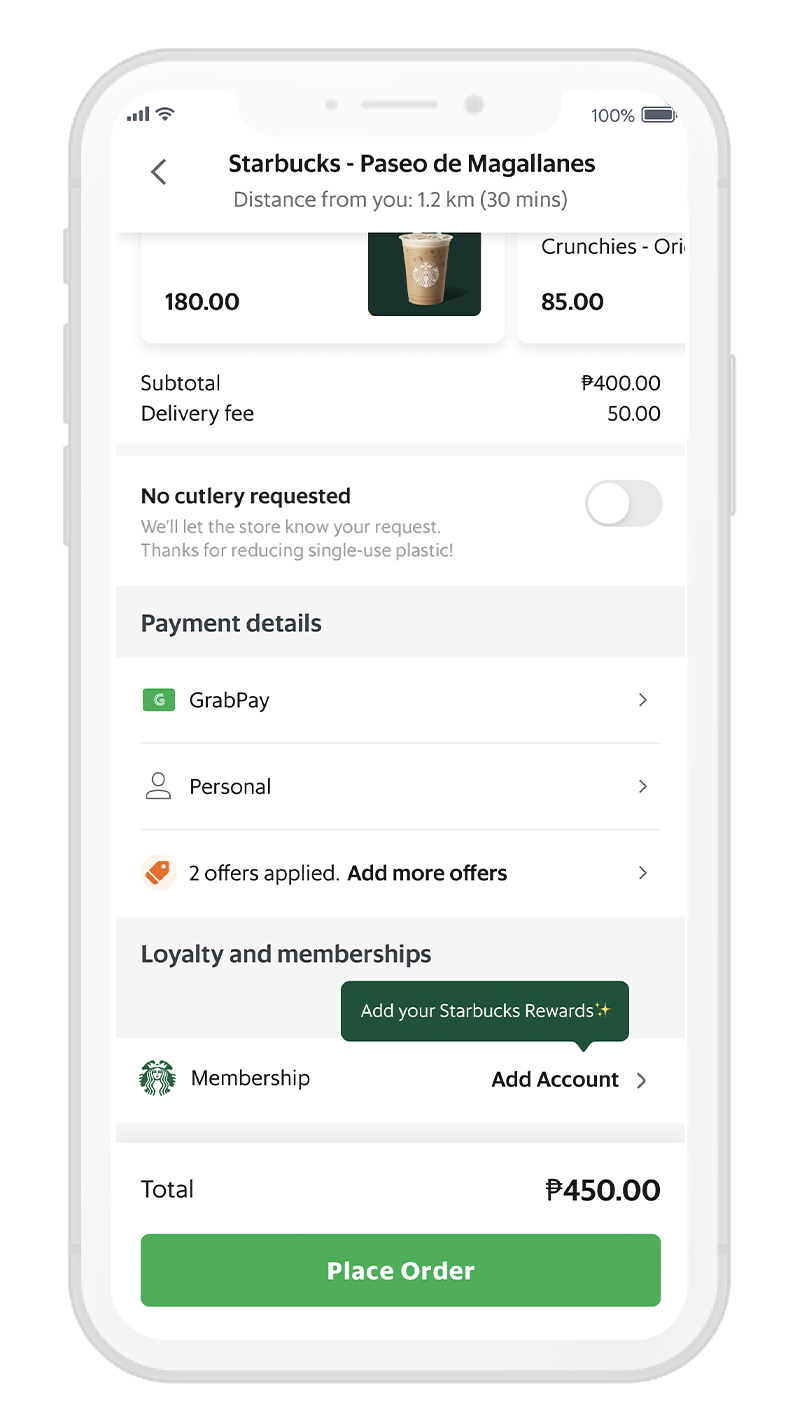 100%
Starbucks - Paseo de Magallanes
Distance from you: 1.2 km (30 mins)
Crunchies - Ori
180.00
85.00
Subtotal ₱400.00
Delivery fee 50.00
No cutlery requested
We'll let the store know your request.
Thanks for reducing single-use plastic!
Payment details
G GrabPay
Personal
2 offers applied. Add more offers
Loyalty and memberships
Add your Starbucks Rewards✨
Membership Add Account
Total ₱450.00
Place Order